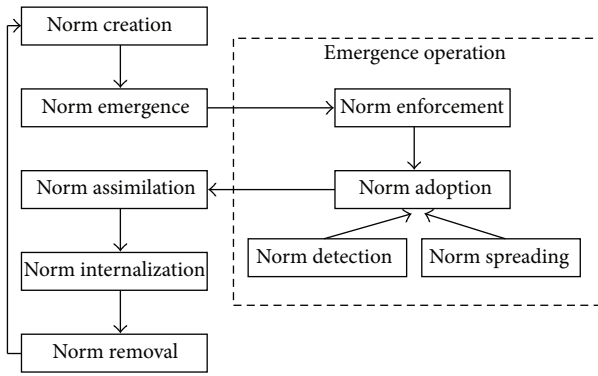 Norm creation
Emergence operation
Norm emergence
Norm enforcement
Norm assimilation
Norm adoption
Norm detection
Norm spreading
Norm internalization
Norm removal